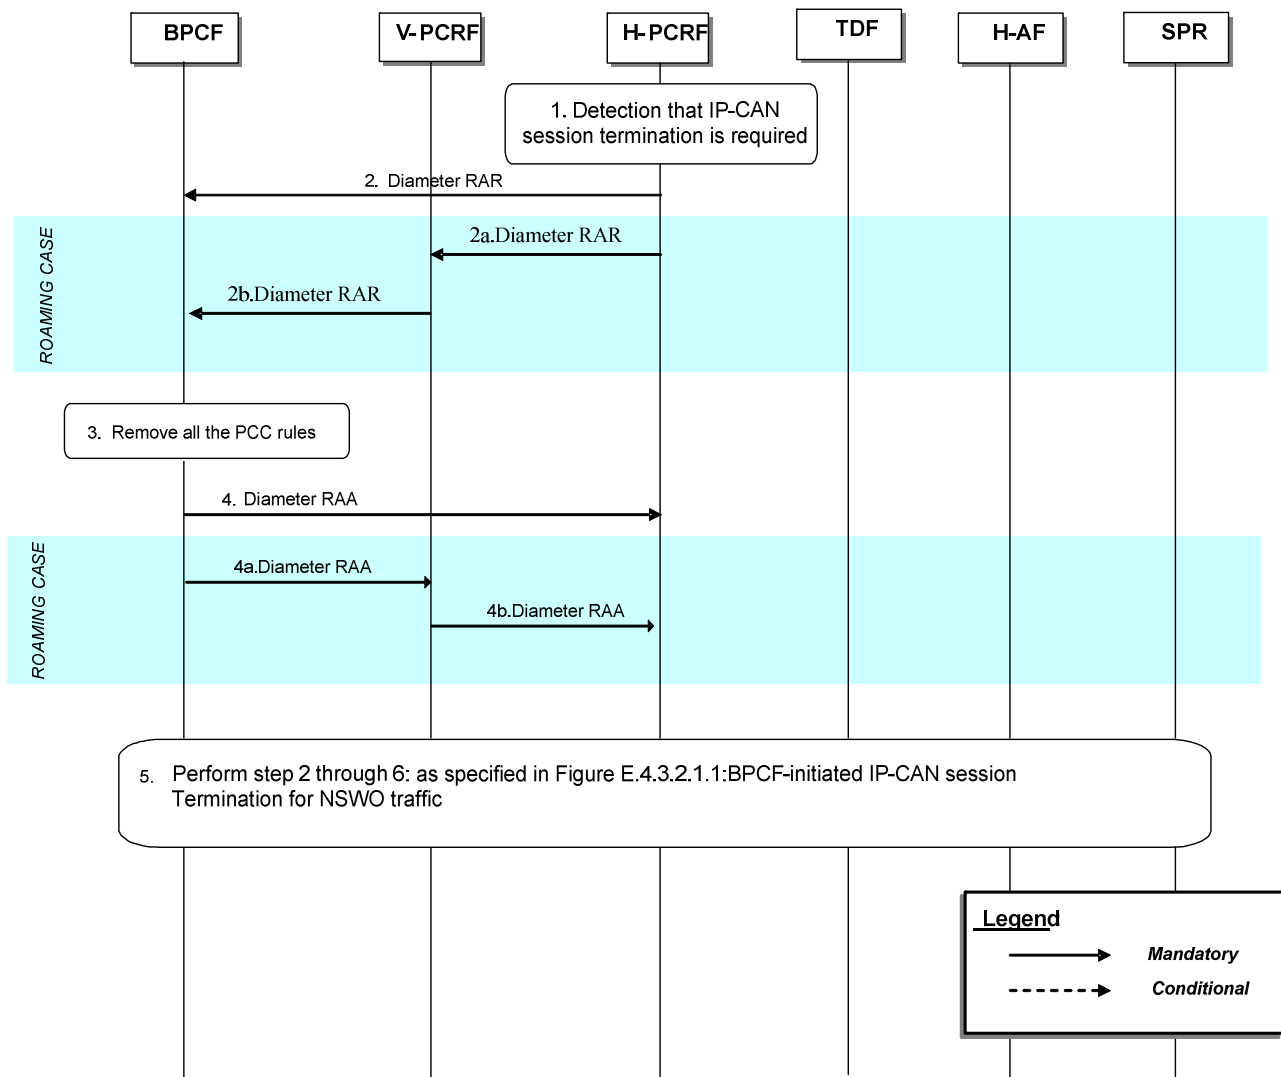 BPCF
V-PCRF
H-PCRF
TDF
H-AF
SPR
1. Detection that IP-CAN
session termination is required
2. Diameter RAR
ROAMING CASE
2a.Diameter RAR
2b.Diameter RAR
3. Remove all the PCC rules
4. Diameter RAA
ROAMING CASE
4a.Diameter RAA
4b.Diameter RAA
5. Perform step 2 through 6: as specified in Figure E.4.3.2.1.1:BPCF-initiated IP-CAN session
Termination for NSWO traffic
Legend
Mandatory
Conditional